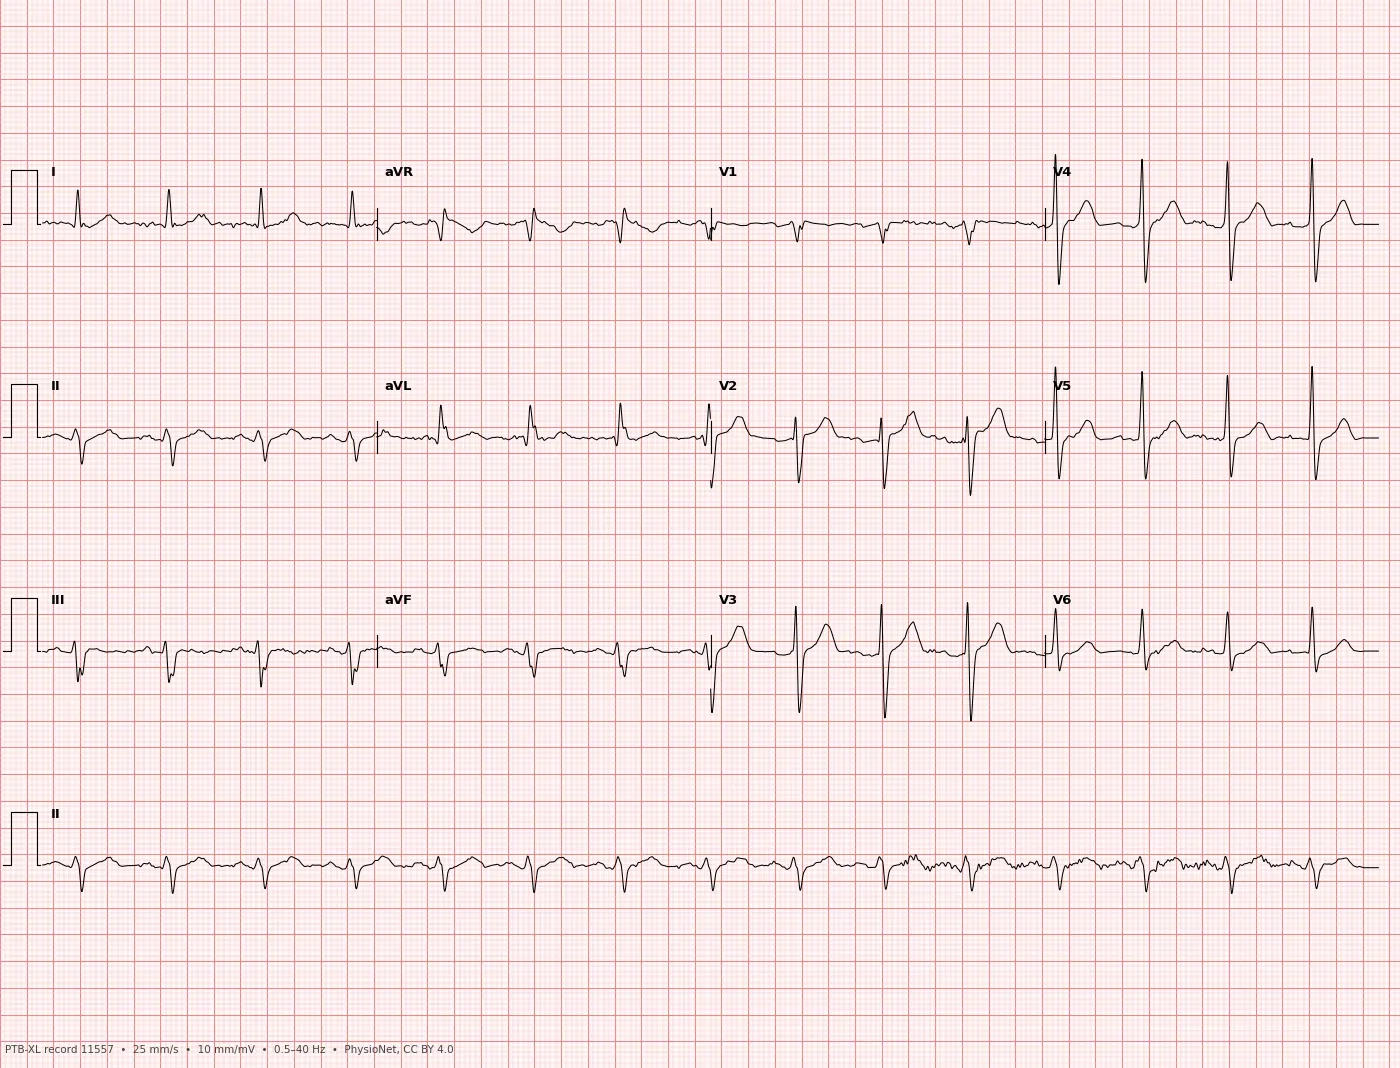 I aVR V1 V4
II aVL V2 V5
III aVF V3 V6
II
PTB-XL record 11557 • 25 mm/s • 10 mm/mV • 0.5–40 Hz • PhysioNet, CC BY 4.0